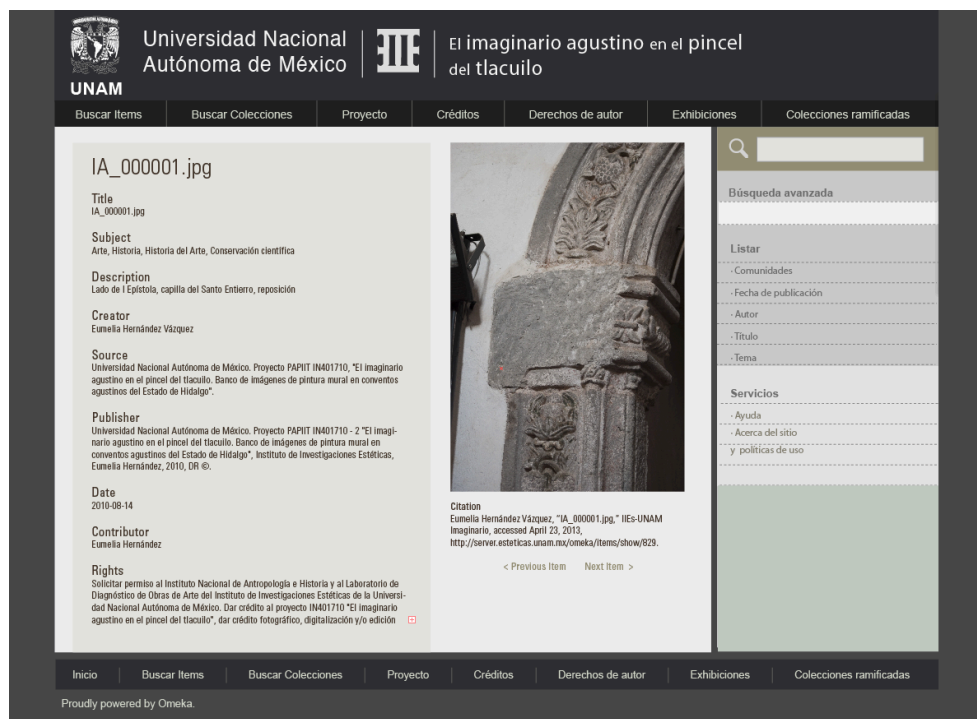 UNAM
Universidad Nacional
Autónoma de México
El imaginario agustino en el pincel
del tlacuilo
Buscar Items Buscar Colecciones Proyecto Créditos Derechos de autor Exhibiciones Colecciones ramificadas
IA_000001.jpg
Title
IA_000001.jpg
Subject
Arte, Historia, Historia del Arte, Conservación científica
Description
Lado de l Epístola, capilla del Santo Entierro, reposición
Creator
Eumelia Hernández Vázquez
Source
Universidad Nacional Autónoma de México. Proyecto PAPIIT IN401710, "El imaginario
agustino en el pincel del tlacuilo. Banco de imágenes de pintura mural en conventos
agustinos del Estado de Hidalgo".
Publisher
Universidad Nacional Autónoma de México. Proyecto PAPIIT IN401710 - 2 "El imagi-
nario agustino en el pincel del tlacuilo. Banco de imágenes de pintura mural en
conventos agustinos del Estado de Hidalgo", Instituto de Investigaciones Estéticas,
Eumelia Hernández, 2010, DR ©.
Date
2010-08-14
Contributor
Eumelia Hernández
Rights
Solicitar permiso al Instituto Nacional de Antropología e Historia y al Laboratorio de
Diagnóstico de Obras de Arte del Instituto de Investigaciones Estéticas de la Universi-
dad Nacional Autónoma de México. Dar crédito al proyecto IN401710 "El imaginario
agustino en el pincel del tlacuilo", dar crédito fotográfico, digitalización y/o edición
Citation
Eumelia Hernández Vázquez, "IA_000001.jpg," IIEs-UNAM
Imaginario, accessed April 23, 2013,
http://server.esteticas.unam.mx/omeka/items/show/829.
< Previous Item Next Item >
Búsqueda avanzada
Listar
· Comunidades
· Fecha de publicación
· Autor
· Título
· Tema
Servicios
· Ayuda
· Acerca del sitio
y políticas de uso
Inicio Buscar Items Buscar Colecciones Proyecto Créditos Derechos de autor Exhibiciones Colecciones ramificadas
Proudly powered by Omeka.